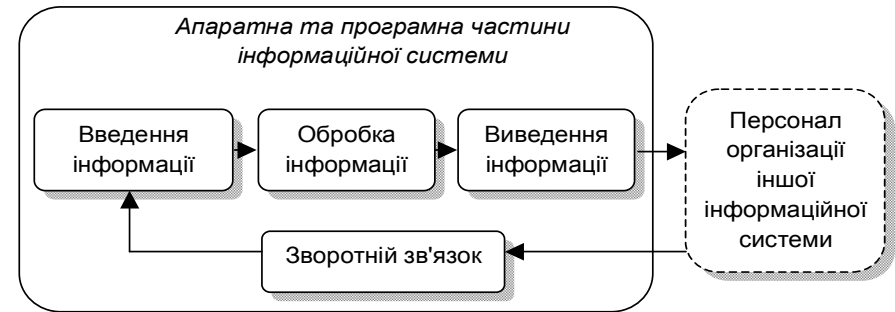 Апаратна та програмна частини
інформаційної системи
Введення
інформації
Обробка
інформації
Виведення
інформації
Персонал
організації
іншої
інформаційної
системи
Зворотній зв'язок